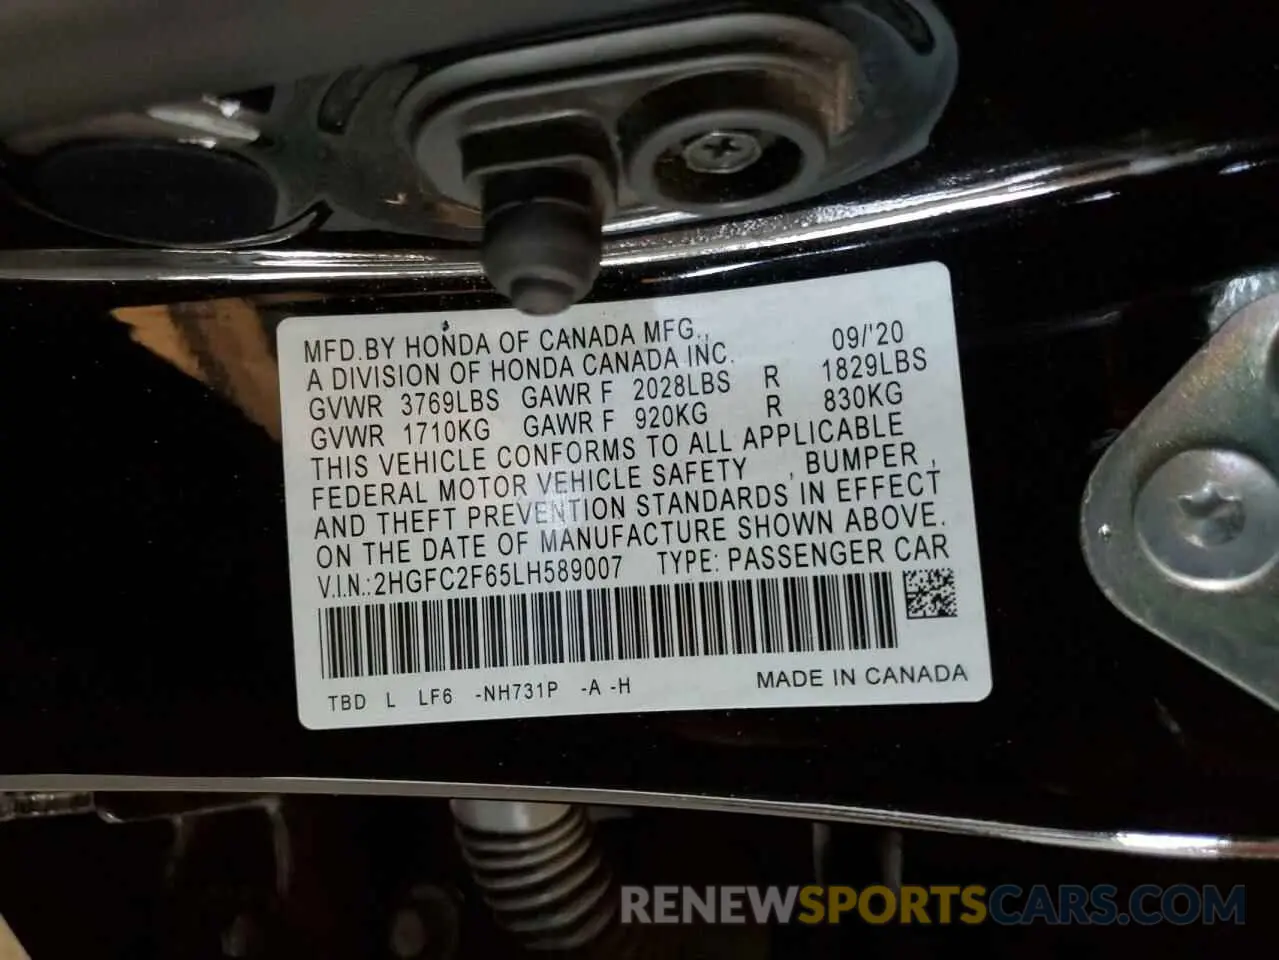 MFD.BY HONDA OF CANADA MFG.,
A DIVISION OF HONDA CANADA INC. 09/'20
GVWR 3769LBS GAWR F 2028LBS R 1829LBS
GVWR 1710KG GAWR F 920KG R 830KG
THIS VEHICLE CONFORMS TO ALL APPLICABLE
FEDERAL MOTOR VEHICLE SAFETY , BUMPER ,
AND THEFT PREVENTION STANDARDS IN EFFECT
ON THE DATE OF MANUFACTURE SHOWN ABOVE.
V.I.N.: 2HGFC2F65LH589007 TYPE: PASSENGER CAR
TBD L LF6 -NH731P -A -H MADE IN CANADA
RENEWSPORTSCARS.COM